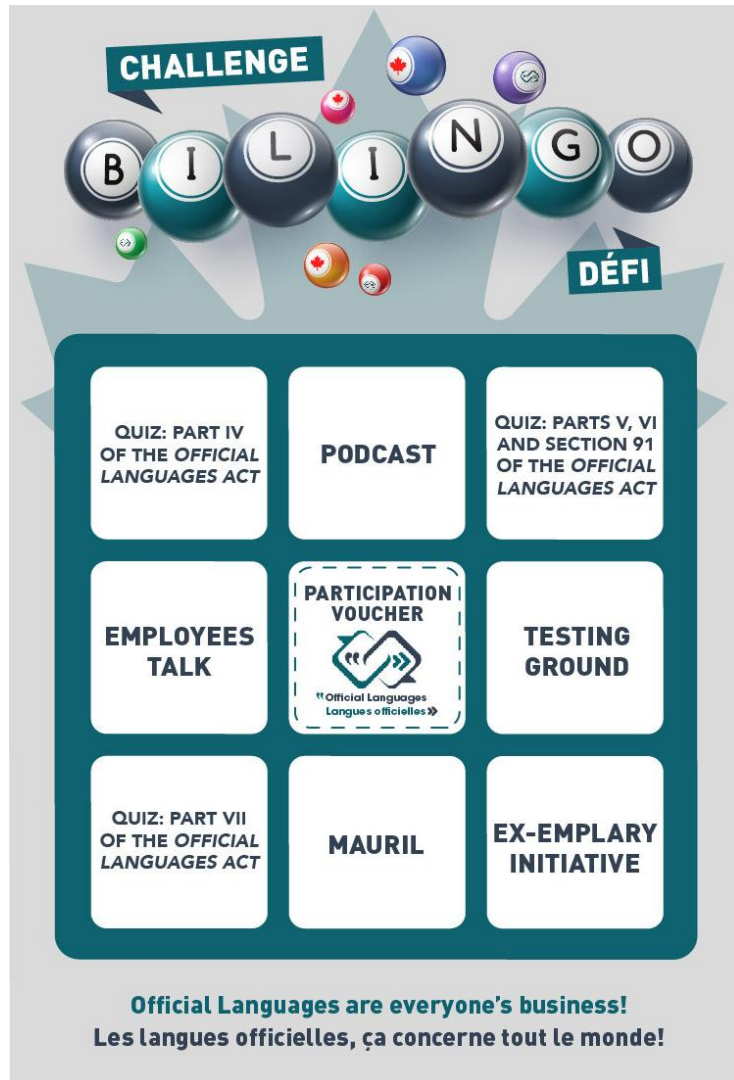 CHALLENGE
BILINGO
DÉFI
QUIZ: PART IV
OF THE OFFICIAL
LANGUAGES ACT
PODCAST
QUIZ: PARTS V, VI
AND SECTION 91
OF THE OFFICIAL
LANGUAGES ACT
EMPLOYEES
TALK
PARTICIPATION
VOUCHER
“Official Languages
Langues officielles»
TESTING
GROUND
QUIZ: PART VII
OF THE OFFICIAL
LANGUAGES ACT
MAURIL
EX-EMPLARY
INITIATIVE
Official Languages are everyone’s business!
Les langues officielles, ça concerne tout le monde!